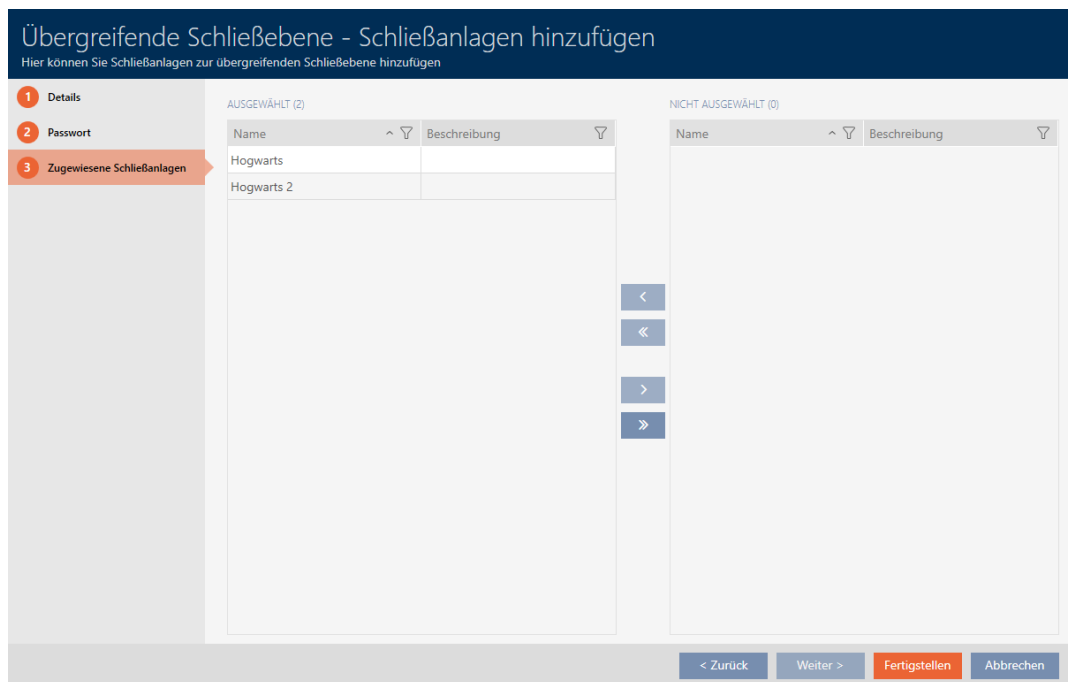 Übergreifende Schließebene - Schließanlagen hinzufügen
Hier können Sie Schließanlagen zur übergreifenden Schließebene hinzufügen
1 Details
2 Passwort
3 Zugewiesene Schließanlagen
AUSGEWÄHLT (2)
Name Beschreibung
Hogwarts
Hogwarts 2
NICHT AUSGEWÄHLT (0)
Name Beschreibung
< Zurück Weiter > Fertigstellen Abbrechen